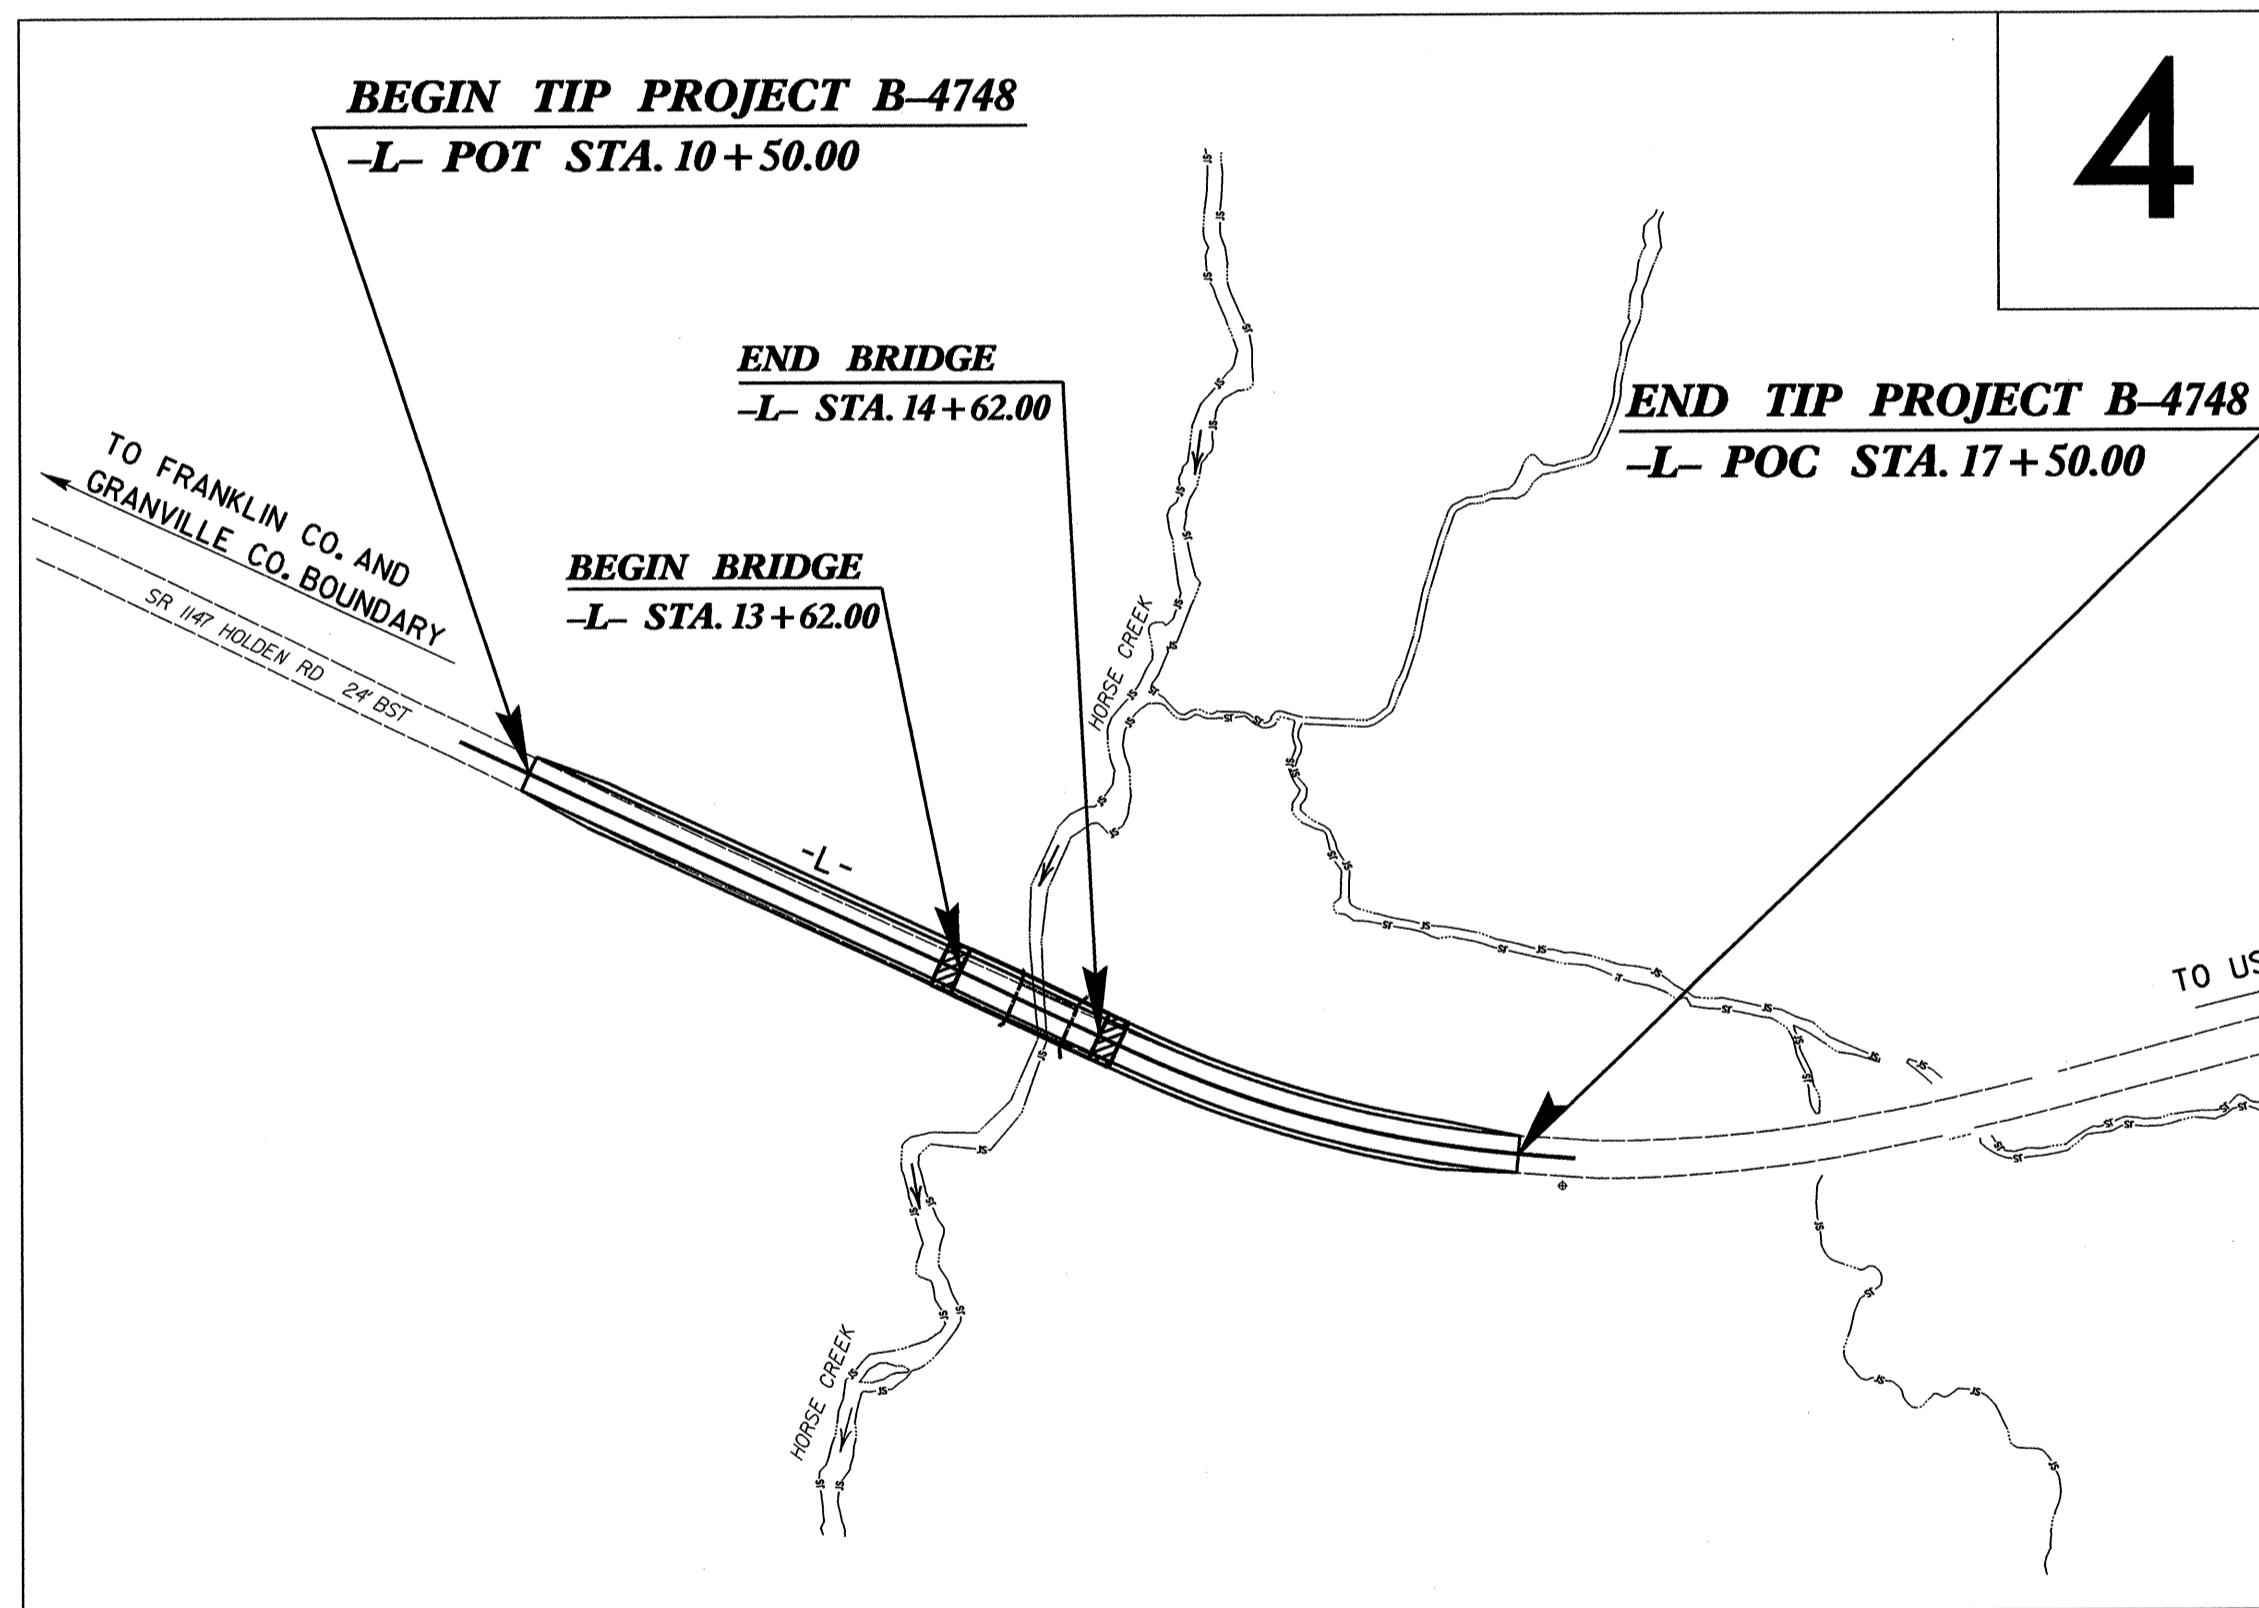 BEGIN TIP PROJECT B–4748
–L– POT STA. 10+50.00
4
END BRIDGE
–L– STA. 14+62.00
END TIP PROJECT B–4748
–L– POC STA. 17+50.00
TO FRANKLIN CO. AND
GRANVILLE CO. BOUNDARY
SR 1147 HOLDEN RD 24' BST
BEGIN BRIDGE
–L– STA. 13+62.00
HORSE CREEK
-L-
TO US
HORSE CREEK